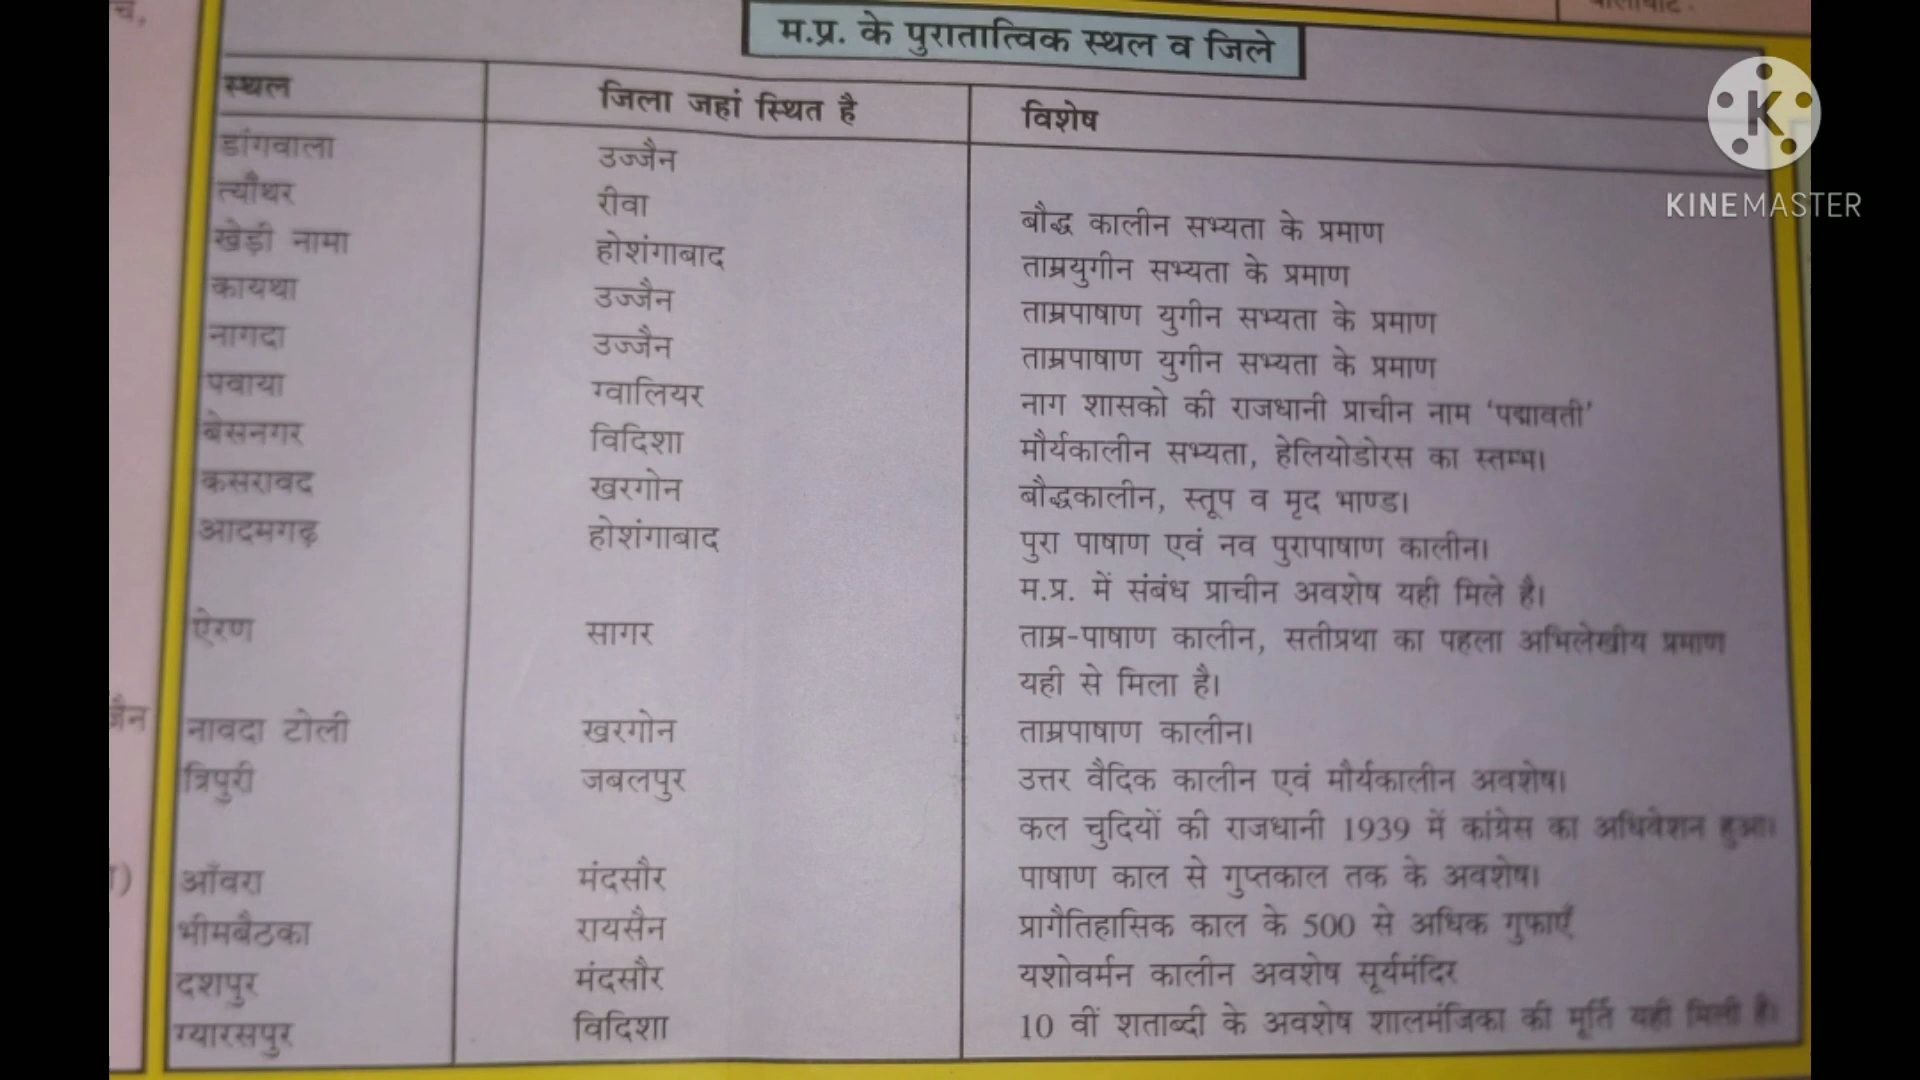 म.प्र. के पुरातात्विक स्थल व जिले
स्थल जिला जहां स्थित है विशेष
डांगवाला उज्जैन
त्यौंथर रीवा बौद्ध कालीन सभ्यता के प्रमाण
खेड़ी नामा होशंगाबाद ताम्रयुगीन सभ्यता के प्रमाण
कायथा उज्जैन ताम्रपाषाण युगीन सभ्यता के प्रमाण
नागदा उज्जैन ताम्रपाषाण युगीन सभ्यता के प्रमाण
पवाया ग्वालियर नाग शासको की राजधानी प्राचीन नाम ‘पद्मावती’
बेसनगर विदिशा मौर्यकालीन सभ्यता, हेलियोडोरस का स्तम्भ।
कसरावद खरगोन बौद्धकालीन, स्तूप व मृद भाण्ड।
आदमगढ़ होशंगाबाद पुरा पाषाण एवं नव पुरापाषाण कालीन।
म.प्र. में संबंध प्राचीन अवशेष यही मिले है।
ऐरण सागर ताम्र-पाषाण कालीन, सतीप्रथा का पहला अभिलेखीय प्रमाण
यही से मिला है।
नावदा टोली खरगोन ताम्रपाषाण कालीन।
त्रिपुरी जबलपुर उत्तर वैदिक कालीन एवं मौर्यकालीन अवशेष।
कल चुदियों की राजधानी 1939 में कांग्रेस का अधिवेशन हुआ।
आँवरा मंदसौर पाषाण काल से गुप्तकाल तक के अवशेष।
भीमबैठका रायसैन प्रागैतिहासिक काल के 500 से अधिक गुफाएँ
दशपुर मंदसौर यशोवर्मन कालीन अवशेष सूर्यमंदिर
ग्यारसपुर विदिशा 10 वीं शताब्दी के अवशेष शालमंजिका की मूर्ति यही मिली है।
K
KINEMASTER